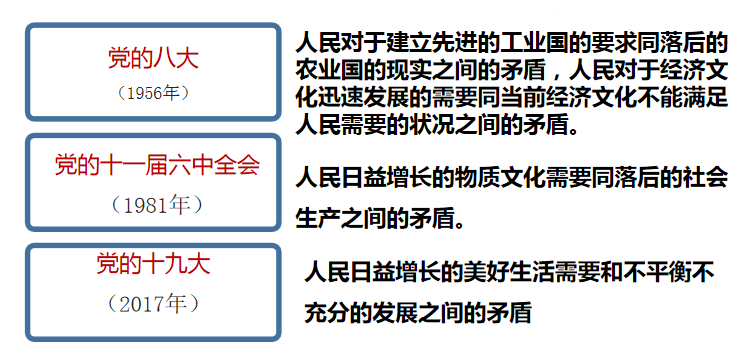 党的八大
（1956年）
人民对于建立先进的工业国的要求同落后的
农业国的现实之间的矛盾，人民对于经济文
化迅速发展的需要同当前经济文化不能满足
人民需要的状况之间的矛盾。
党的十一届六中全会
（1981年）
人民日益增长的物质文化需要同落后的社会
生产之间的矛盾。
党的十九大
（2017年）
人民日益增长的美好生活需要和不平衡不
充分的发展之间的矛盾